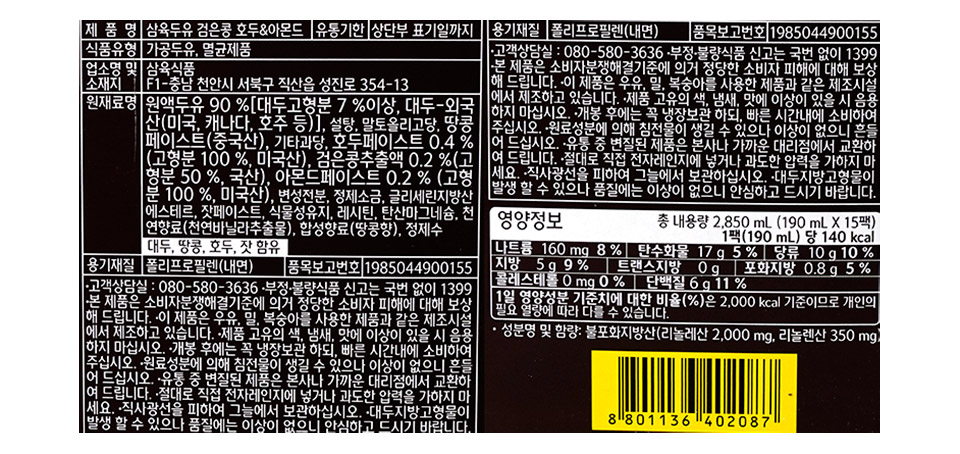 제 품 명 삼육두유 검은콩 호두&아몬드 유통기한 상단부 표기일까지
식품유형 가공두유, 멸균제품
업소명 및 소재지 삼육식품
F1-충남 천안시 서북구 직산읍 성진로 354-13
원재료명 원액두유 90 %[대두고형분 7 %이상, 대두-외국
산(미국, 캐나다, 호주 등)], 설탕, 말토올리고당, 땅콩
페이스트(중국산), 기타과당, 호두페이스트 0.4 %
(고형분 100 %, 미국산), 검은콩추출액 0.2 %(고
형분 50 %, 국산), 아몬드페이스트 0.2 % (고형
분 100 %, 미국산), 변성전분, 정제소금, 글리세린지방산
에스테르, 잣페이스트, 식물성유지, 레시틴, 탄산마그네슘, 천
연향료(천연바닐라추출물), 합성향료(땅콩향), 정제수
대두, 땅콩, 호두, 잣 함유
용기재질 폴리프로필렌(내면) 품목보고번호 1985044900155
·고객상담실 : 080-580-3636 ·부정·불량식품 신고는 국번 없이 1399
·본 제품은 소비자분쟁해결기준에 의거 정당한 소비자 피해에 대해 보상
해 드립니다. ·이 제품은 우유, 밀, 복숭아를 사용한 제품과 같은 제조시설
에서 제조하고 있습니다. ·제품 고유의 색, 냄새, 맛에 이상이 있을 시 음용
하지 마십시오. ·개봉 후에는 꼭 냉장보관 하되, 빠른 시간내에 소비하여
주십시오. ·원료성분에 의해 침전물이 생길 수 있으나 이상이 없으니 흔들
어 드십시오. ·유통 중 변질된 제품은 본사나 가까운 대리점에서 교환하
여 드립니다. ·절대로 직접 전자레인지에 넣거나 과도한 압력을 가하지 마
세요. ·직사광선을 피하여 그늘에서 보관하십시오. ·대두지방고형물이
발생 할 수 있으나 품질에는 이상이 없으니 안심하고 드시기 바랍니다.
용기재질 폴리프로필렌(내면) 품목보고번호 1985044900155
·고객상담실 : 080-580-3636 ·부정·불량식품 신고는 국번 없이 1399
·본 제품은 소비자분쟁해결기준에 의거 정당한 소비자 피해에 대해 보상
해 드립니다. ·이 제품은 우유, 밀, 복숭아를 사용한 제품과 같은 제조시설
에서 제조하고 있습니다. ·제품 고유의 색, 냄새, 맛에 이상이 있을 시 음용
하지 마십시오. ·개봉 후에는 꼭 냉장보관 하되, 빠른 시간내에 소비하여
주십시오. ·원료성분에 의해 침전물이 생길 수 있으나 이상이 없으니 흔들
어 드십시오. ·유통 중 변질된 제품은 본사나 가까운 대리점에서 교환하
여 드립니다. ·절대로 직접 전자레인지에 넣거나 과도한 압력을 가하지 마
세요. ·직사광선을 피하여 그늘에서 보관하십시오. ·대두지방고형물이
발생 할 수 있으나 품질에는 이상이 없으니 안심하고 드시기 바랍니다.
영양정보 총 내용량 2,850 mL (190 mL X 15팩)
1팩(190 mL) 당 140 kcal
나트륨 160 mg 8 % 탄수화물 17 g 5 % 당류 10 g 10 %
지방 5 g 9 % 트랜스지방 0 g 포화지방 0.8 g 5 %
콜레스테롤 0 mg 0 % 단백질 6 g 11 %
1일 영양성분 기준치에 대한 비율(%)은 2,000 kcal 기준이므로 개인의
필요 열량에 따라 다를 수 있습니다.
· 성분명 및 함량: 불포화지방산(리놀레산 2,000 mg, 리놀렌산 350 mg)
8 801136 402087